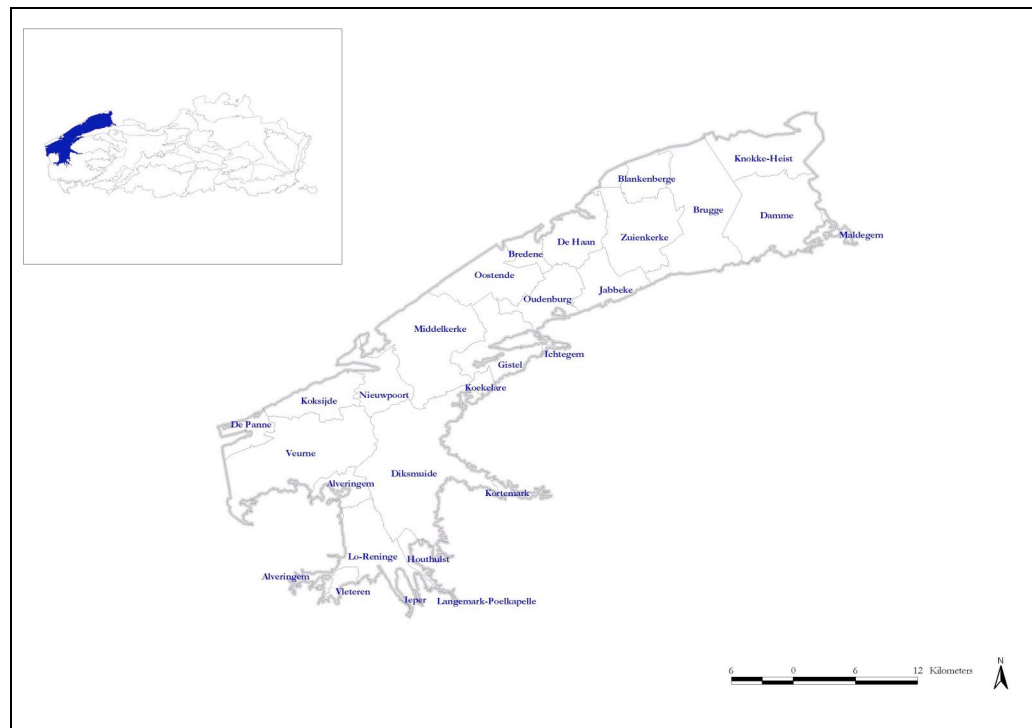 Knokke-Heist
Blankenberge
Brugge
Damme
Maldegem
Zuienkerke
De Haan
Bredene
Oostende
Jabbeke
Oudenburg
Middelkerke
Ichtegem
Gistel
Koekelare
Nieuwpoort
Koksijde
De Panne
Veurne
Diksmuide
Alveringem
Kortemark
Lo-Reninge
Houthulst
Alveringem
Vleteren
Ieper
Langemark-Poelkapelle
6 0 6 12 Kilometers
N